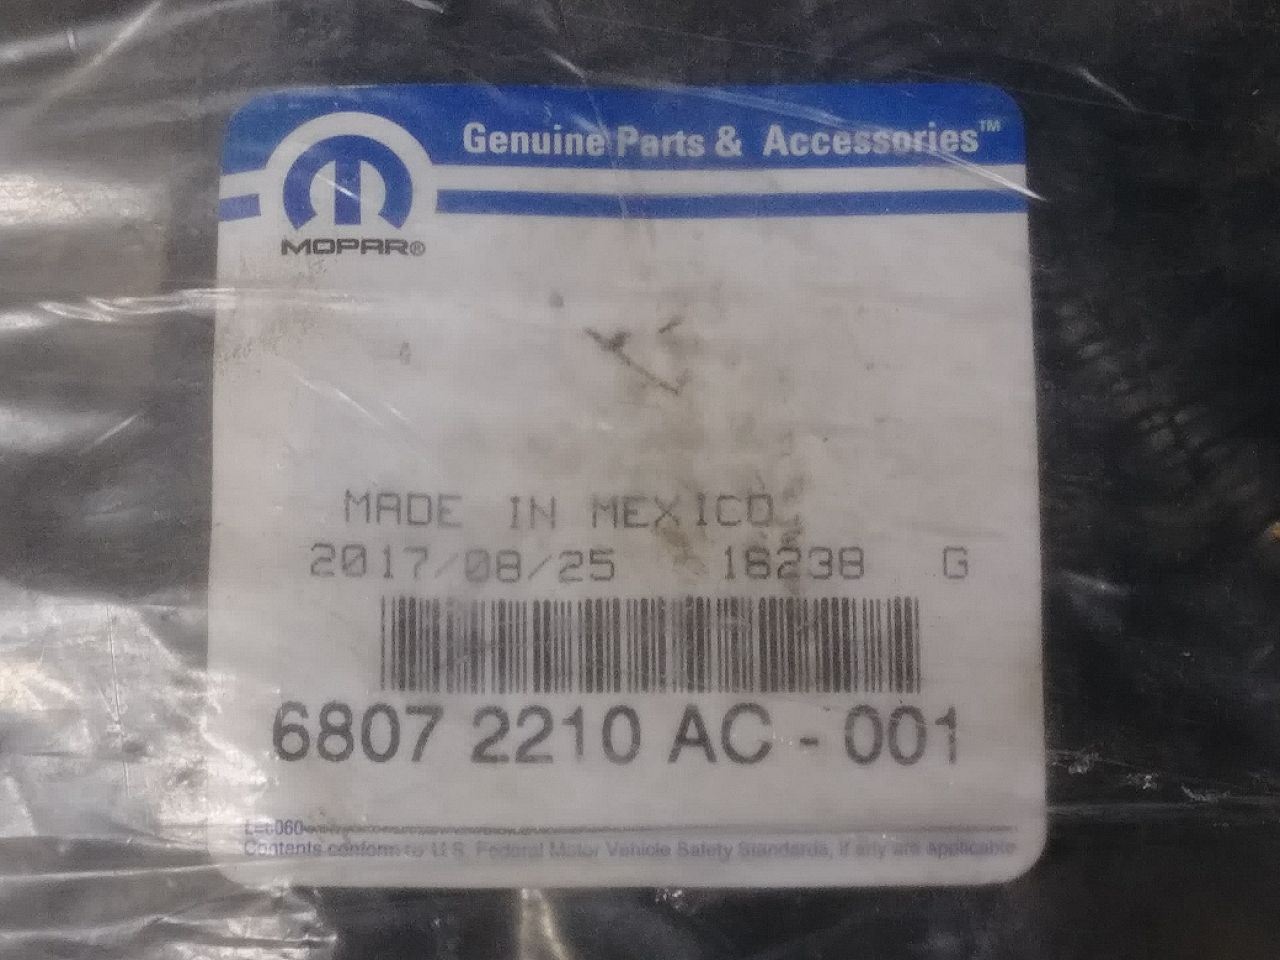 Genuine Parts & Accessories™
MOPAR®
MADE IN MEXICO
2017/08/25 16238 G
6807 2210 AC - 001
Contents conform to U.S. Federal Motor Vehicle Safety Standards, if any are applicable